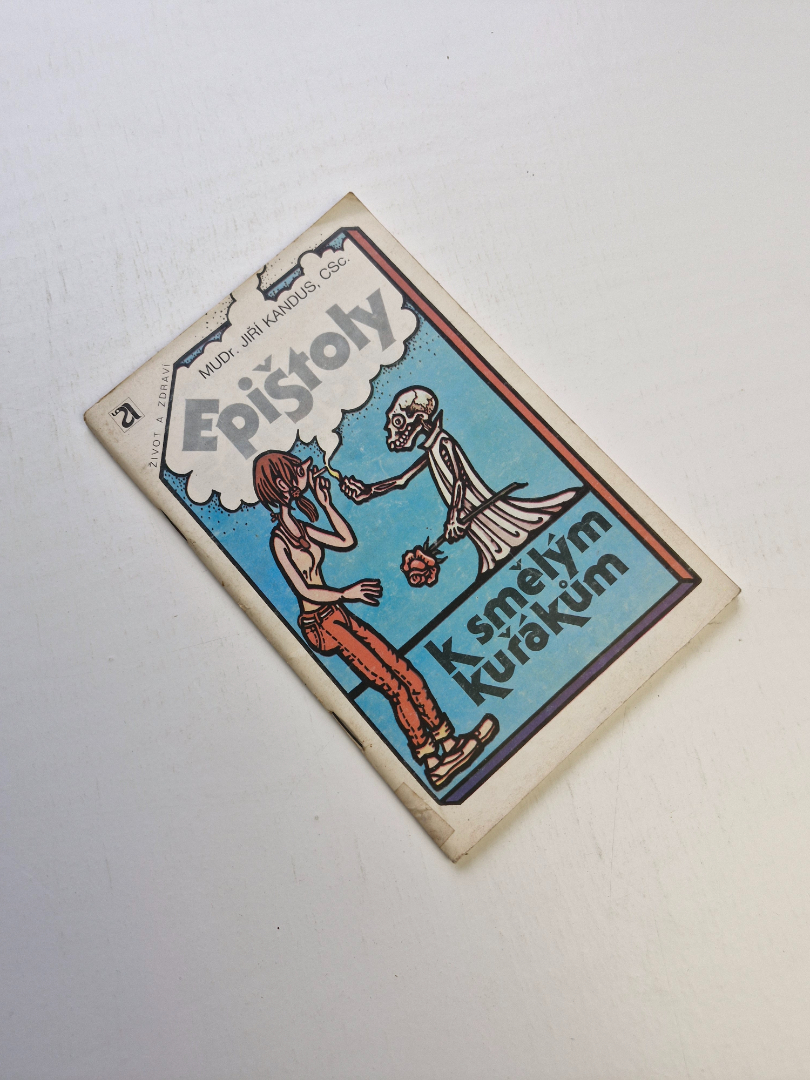 ŽIVOT A ZDRAVÍ
MUDr. JIŘÍ KANDUS, CSc.
Epištoly
k smělým
kuřákům